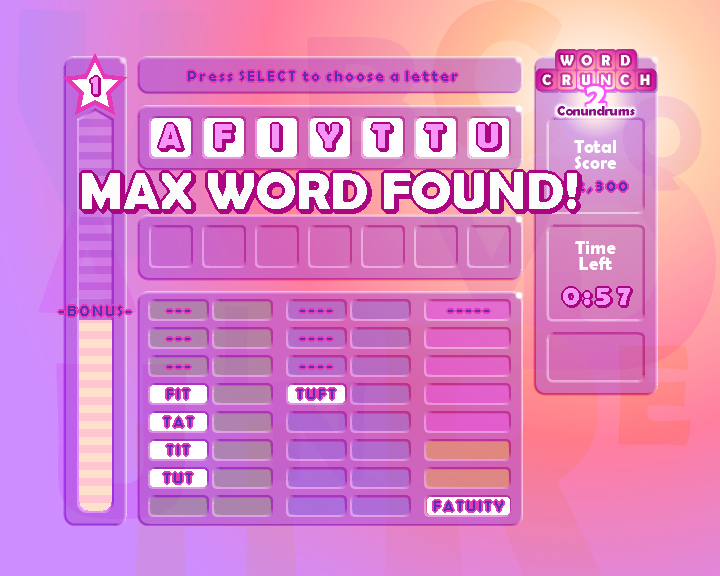 1
Press SELECT to choose a letter
WORD
CRUNCH
2
Conundrums
A F I Y T T U
Total
Score
,300
MAX WORD FOUND!
Time
Left
0:57
-BONUS-
--- ---- -----
--- ----
--- ----
FIT TUFT
TAT
TIT
TUT
FATUITY